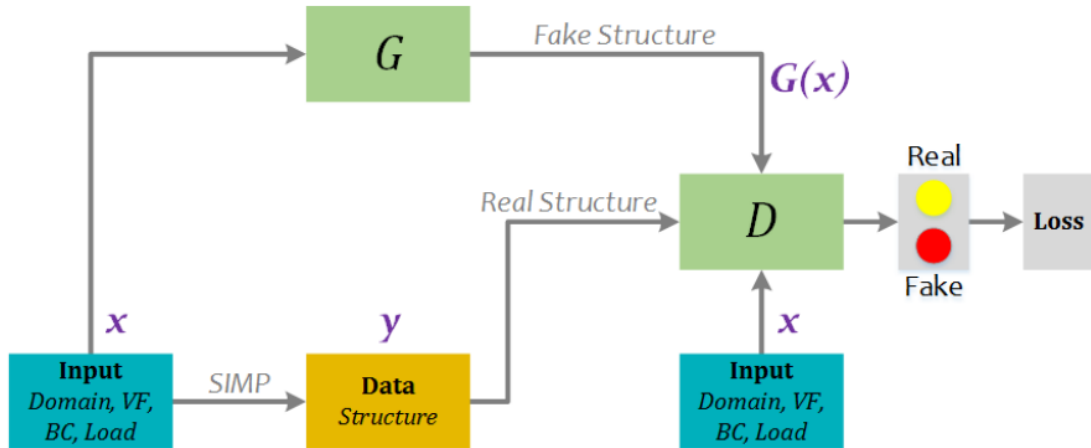 G
Fake Structure
G(x)
Real
Real Structure
D
Loss
Fake
x
y
x
Input
Domain, VF,
BC, Load
SIMP
Data
Structure
Input
Domain, VF,
BC, Load